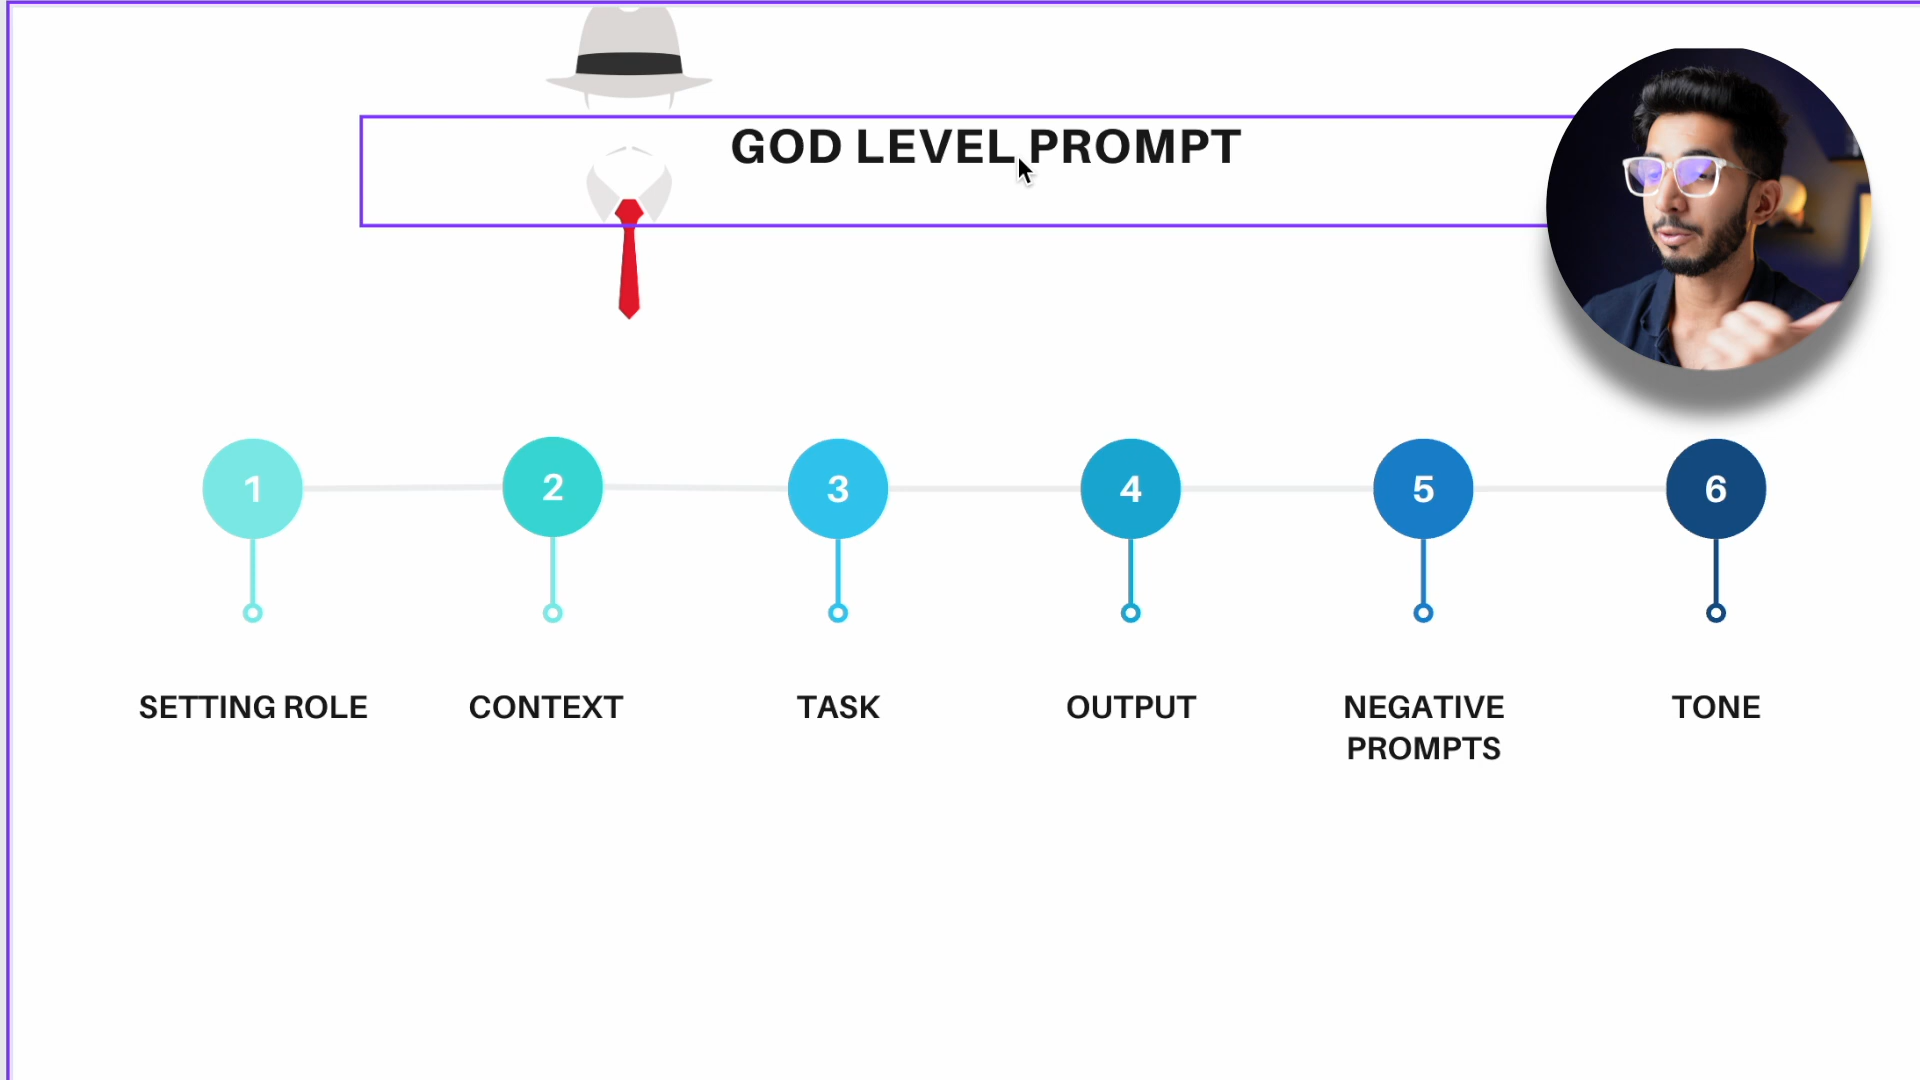 GOD LEVEL PROMPT
1
2
3
4
5
6
SETTING ROLE
CONTEXT
TASK
OUTPUT
NEGATIVE
PROMPTS
TONE